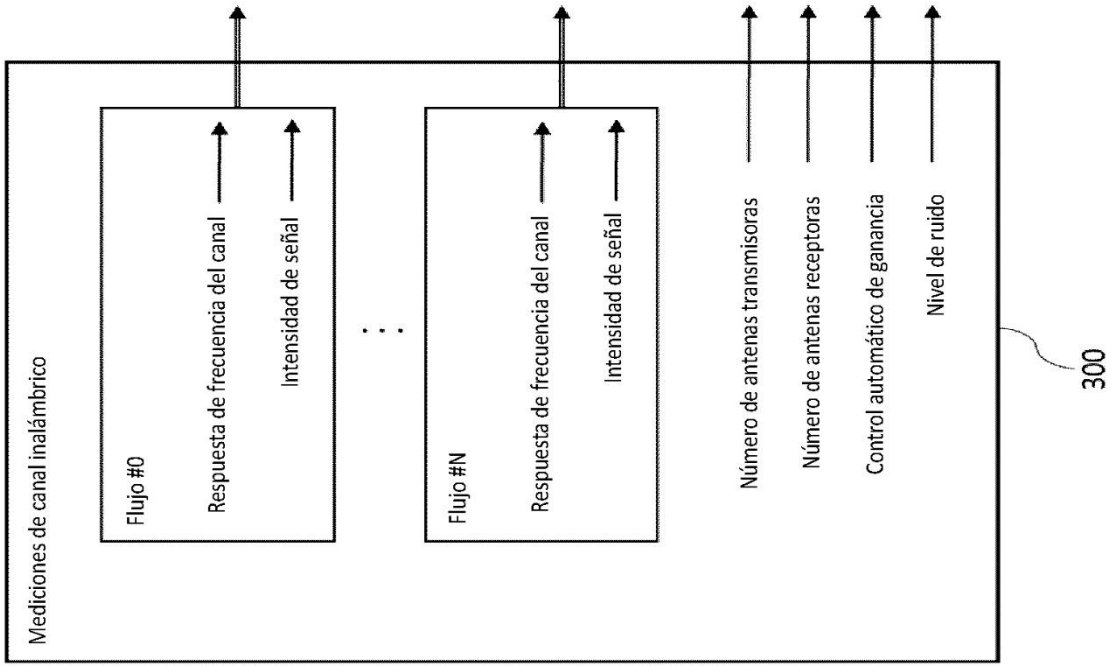 Mediciones de canal inalámbrico
Flujo #0
Respuesta de frecuencia del canal
Intensidad de señal
. . .
Flujo #N
Respuesta de frecuencia del canal
Intensidad de señal
Número de antenas transmisoras
Número de antenas receptoras
Control automático de ganancia
Nivel de ruido
300